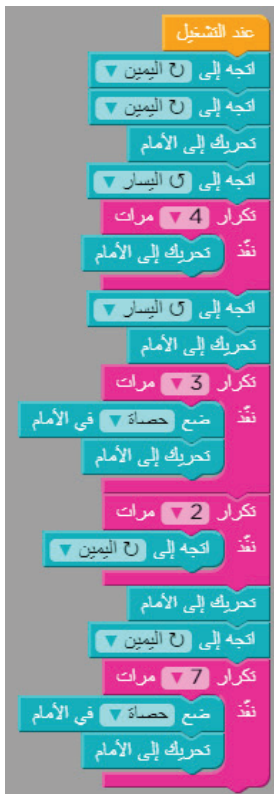 عند التشغيل
اتجه إلى ↻ اليمين ▼
اتجه إلى ↻ اليمين ▼
تحريك إلى الأمام
اتجه إلى ↺ اليسار ▼
تكرار 4 ▼ مرات
نفّذ تحريك إلى الأمام
اتجه إلى ↺ اليسار ▼
تحريك إلى الأمام
تكرار 3 ▼ مرات
نفّذ ضع حصاة ▼ في الأمام
تحريك إلى الأمام
تكرار 2 ▼ مرات
نفّذ اتجه إلى ↻ اليمين ▼
تحريك إلى الأمام
اتجه إلى ↻ اليمين ▼
تكرار 7 ▼ مرات
نفّذ ضع حصاة ▼ في الأمام
تحريك إلى الأمام